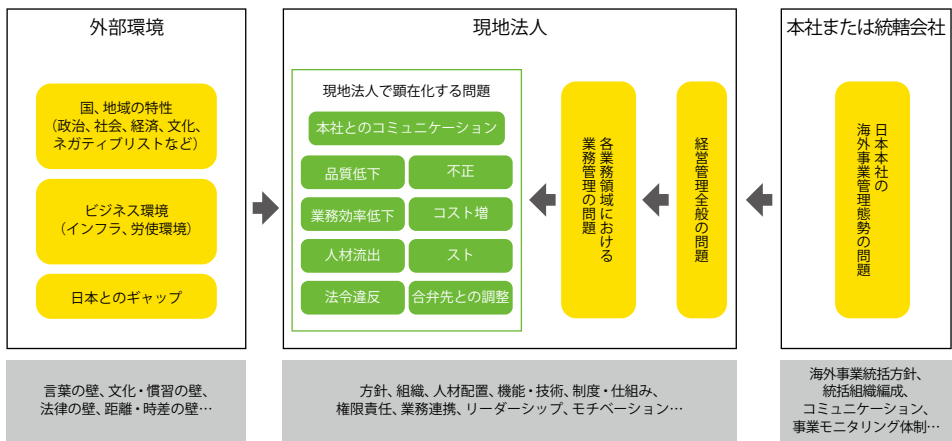 外部環境
国、地域の特性
（政治、社会、経済、文化、
ネガティブリストなど）
ビジネス環境
（インフラ、労使環境）
日本とのギャップ
言葉の壁、文化・慣習の壁、
法律の壁、距離・時差の壁…
現地法人
現地法人で顕在化する問題
本社とのコミュニケーション
品質低下
不正
業務効率低下
コスト増
人材流出
スト
法令違反
合弁先との調整
各業務領域における
業務管理の問題
経営管理全般の問題
方針、組織、人材配置、機能・技術、制度・仕組み、
権限責任、業務連携、リーダーシップ、モチベーション…
本社または統轄会社
日本本社の
海外事業管理態勢の問題
海外事業統括方針、
統括組織編成、
コミュニケーション、
事業モニタリング体制…